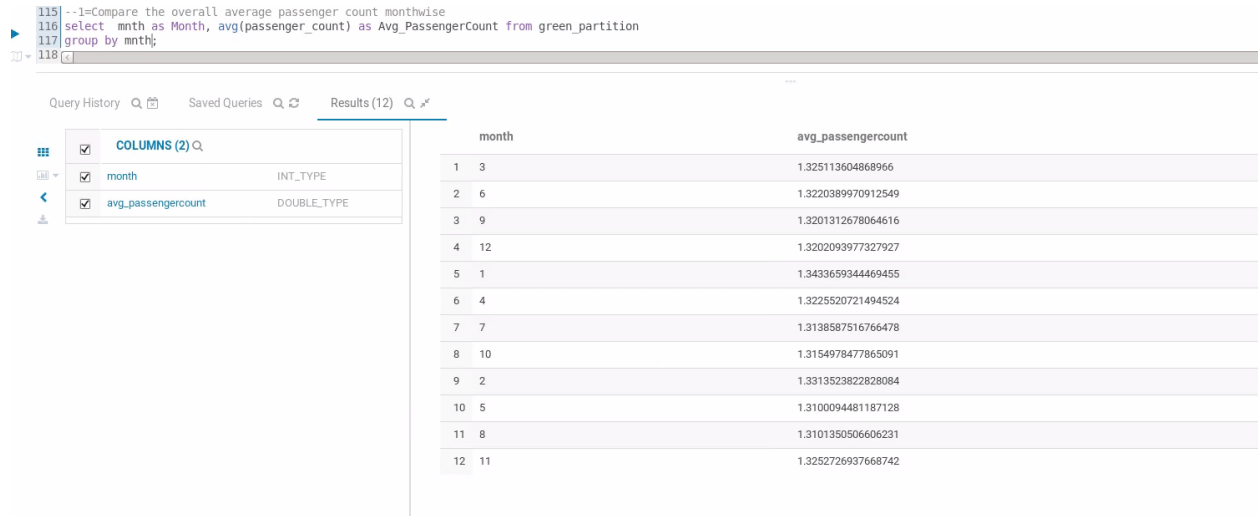 115 --1=Compare the overall average passenger count monthwise
116 select  mnth as Month, avg(passenger_count) as Avg_PassengerCount from green_partition
117 group by mnth;
118
Query History Saved Queries Results (12)
COLUMNS (2)
month INT_TYPE
avg_passengercount DOUBLE_TYPE
month avg_passengercount
1 3 1.325113604868966
2 6 1.3220389970912549
3 9 1.3201312678064616
4 12 1.3202093977327927
5 1 1.3433659344469455
6 4 1.3225520721494524
7 7 1.3138587516766478
8 10 1.3154978477865091
9 2 1.3313523822828084
10 5 1.3100094481187128
11 8 1.3101350506606231
12 11 1.3252726937668742